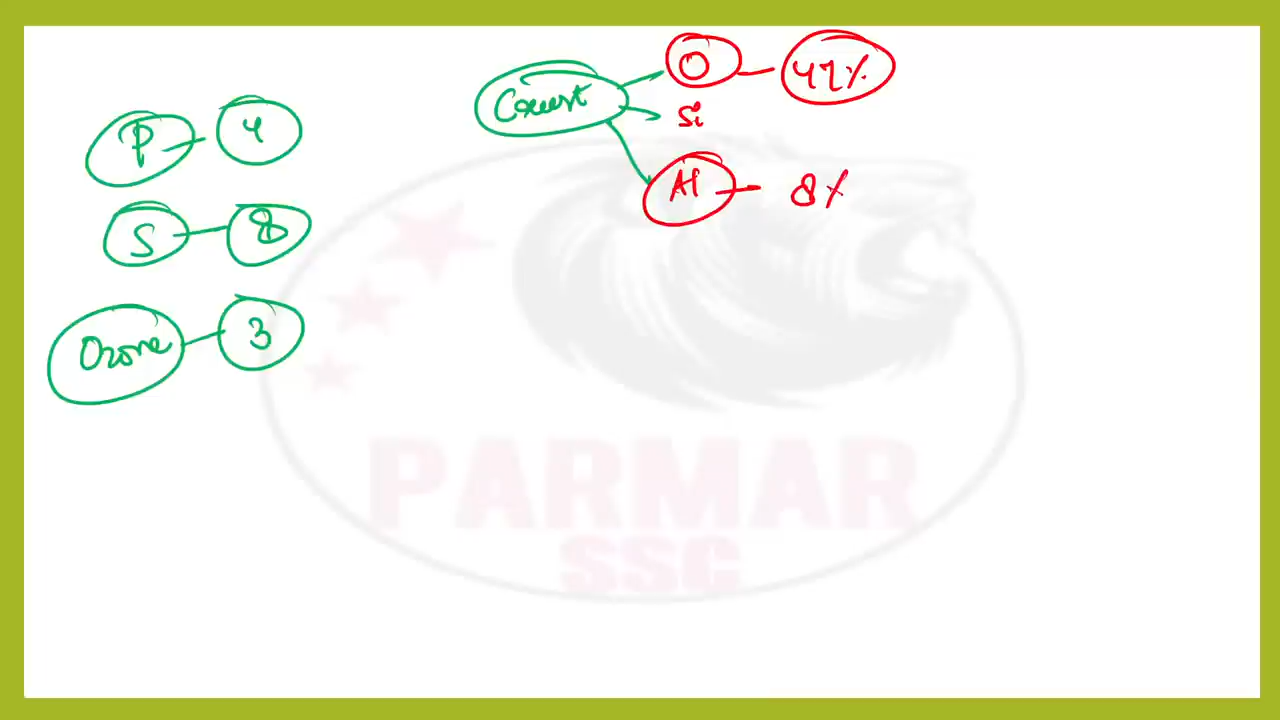 P - 4
S - 8
Ozone - 3
Crust
O - 47%
Si
Al - 8%
PARMAR
SSC